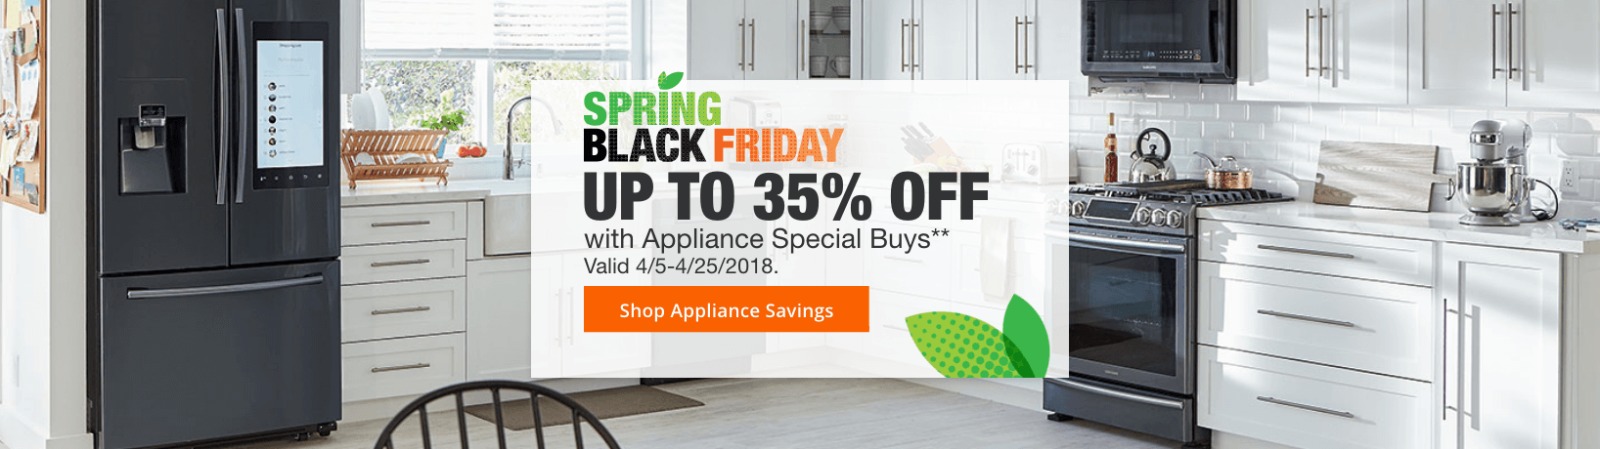 SPRING
BLACK FRIDAY
UP TO 35% OFF
with Appliance Special Buys**
Valid 4/5-4/25/2018.
Shop Appliance Savings